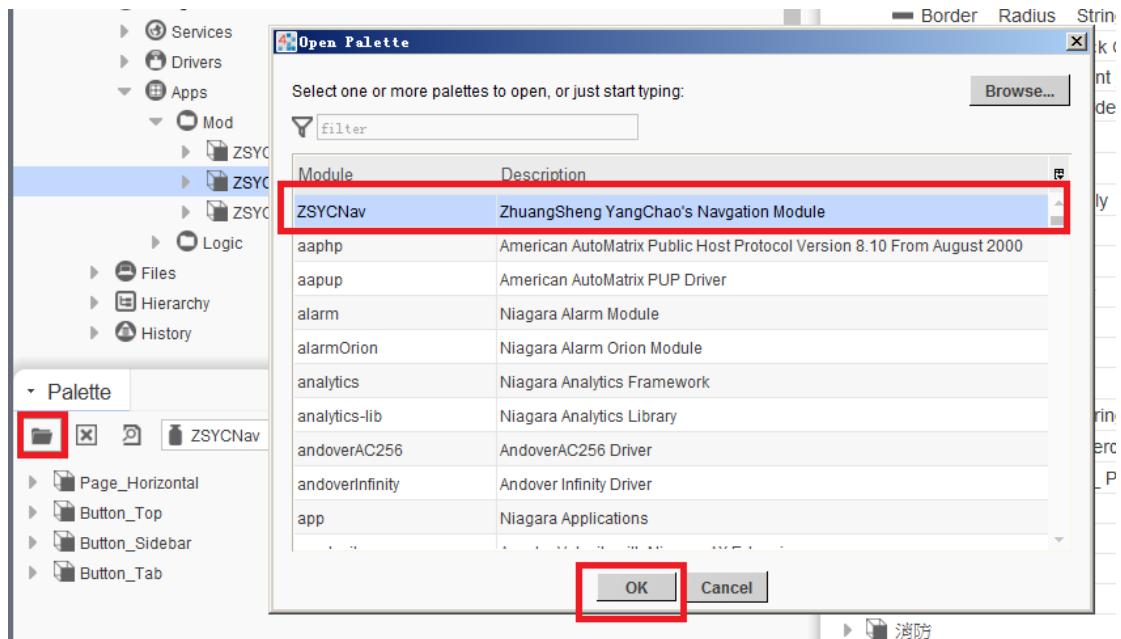 Border Radius
Services
Open Palette
Drivers
Apps
Select one or more palettes to open, or just start typing:
Browse...
Mod
filter
Module Description
ZSYCNav ZhuangSheng YangChao's Navgation Module
aaphp American AutoMatrix Public Host Protocol Version 8.10 From August 2000
Logic
Files
aapup American AutoMatrix PUP Driver
Hierarchy
alarm Niagara Alarm Module
History
alarmOrion Niagara Alarm Orion Module
analytics Niagara Analytics Framework
Palette
analytics-lib Niagara Analytics Library
ZSYCNav
andoverAC256 AndoverAC256 Driver
Page_Horizontal
andoverInfinity Andover Infinity Driver
Button_Top
app Niagara Applications
Button_Sidebar
Button_Tab
OK Cancel
消防